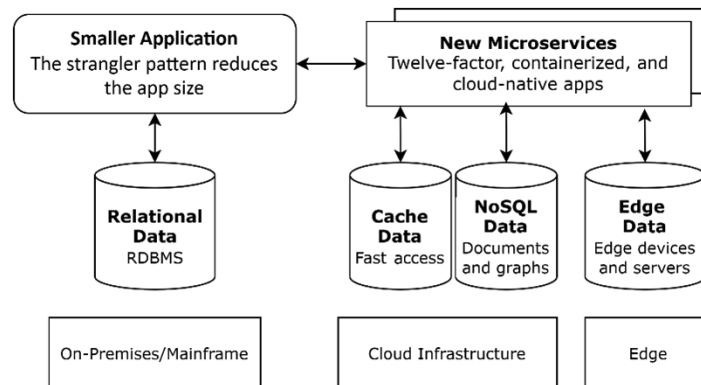 Smaller Application
The strangler pattern reduces
the app size
New Microservices
Twelve-factor, containerized, and
cloud-native apps
Relational
Data
RDBMS
Cache
Data
Fast access
NoSQL
Data
Documents
and graphs
Edge
Data
Edge devices
and servers
On-Premises/Mainframe
Cloud Infrastructure
Edge